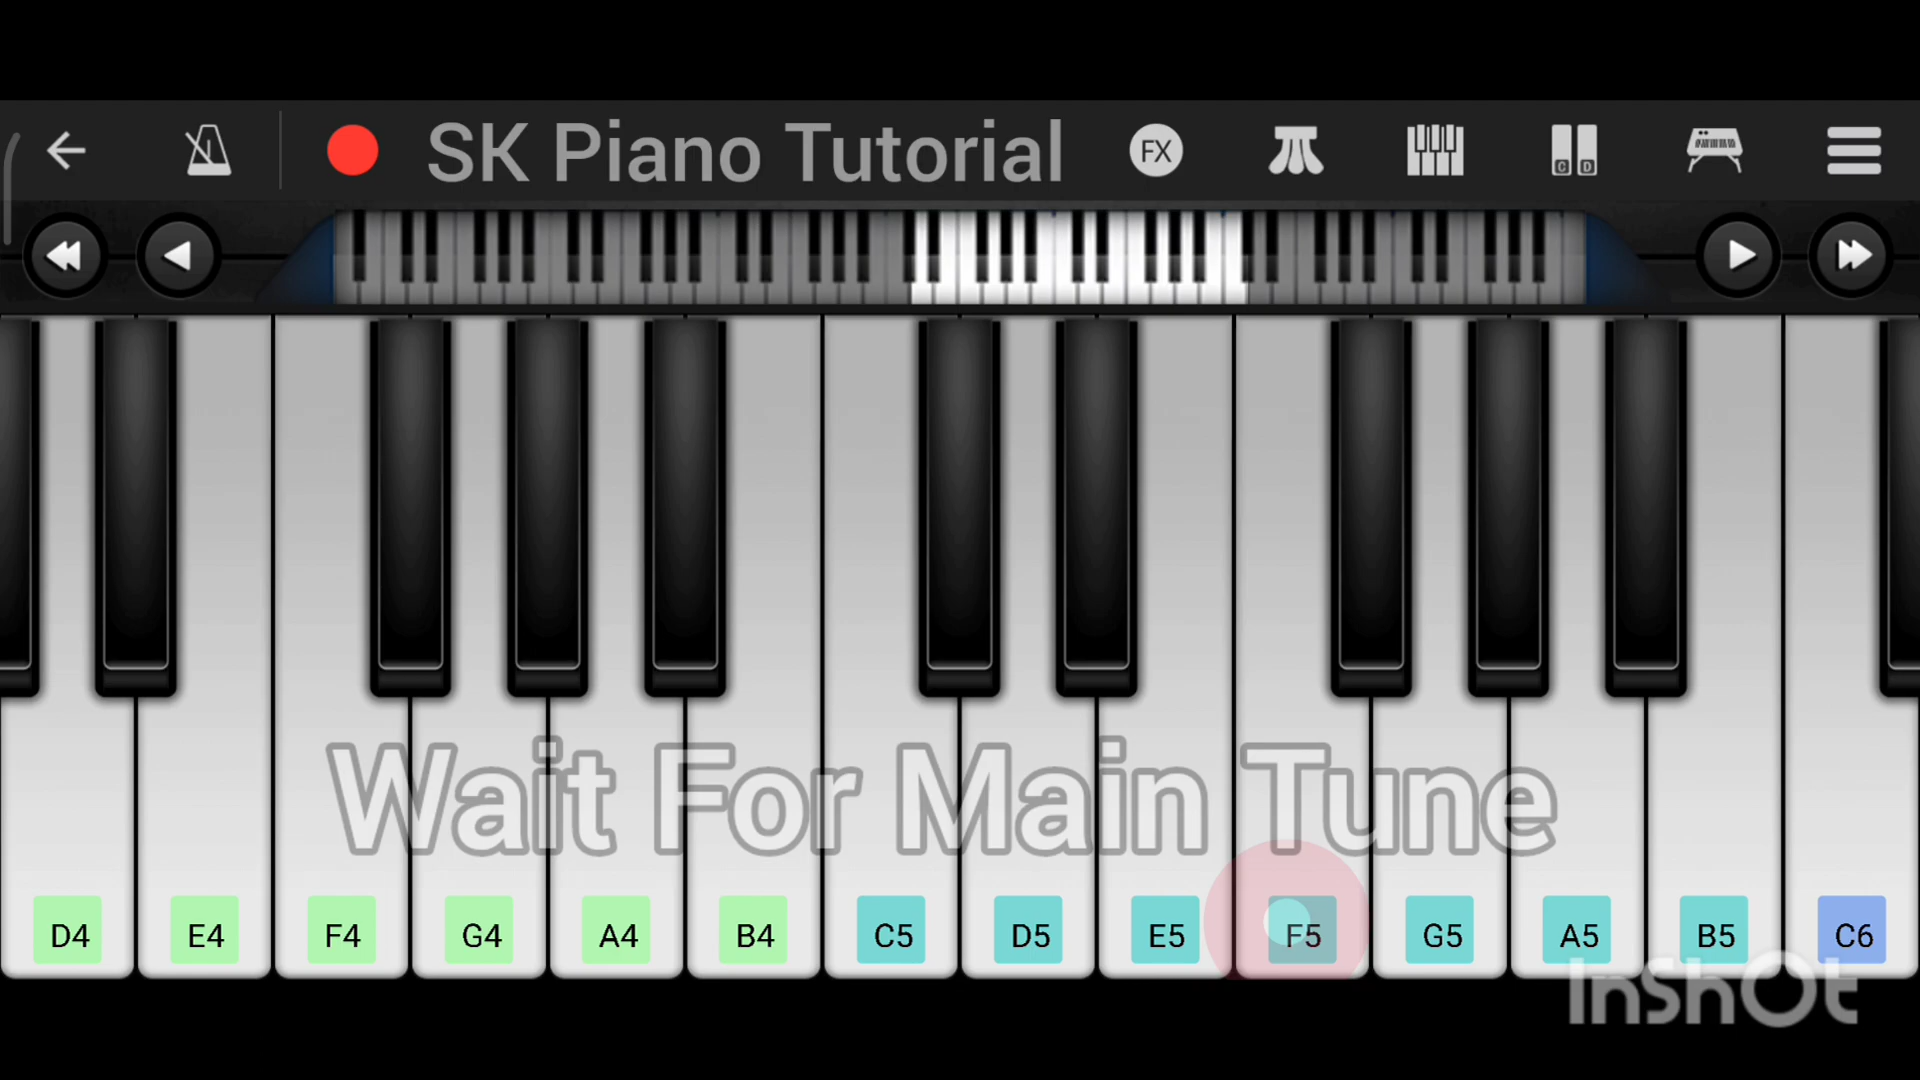 SK Piano Tutorial
FX
C D
Wait For Main Tune
D4 E4 F4 G4 A4 B4 C5 D5 E5 F5 G5 A5 B5 C6
InShOt